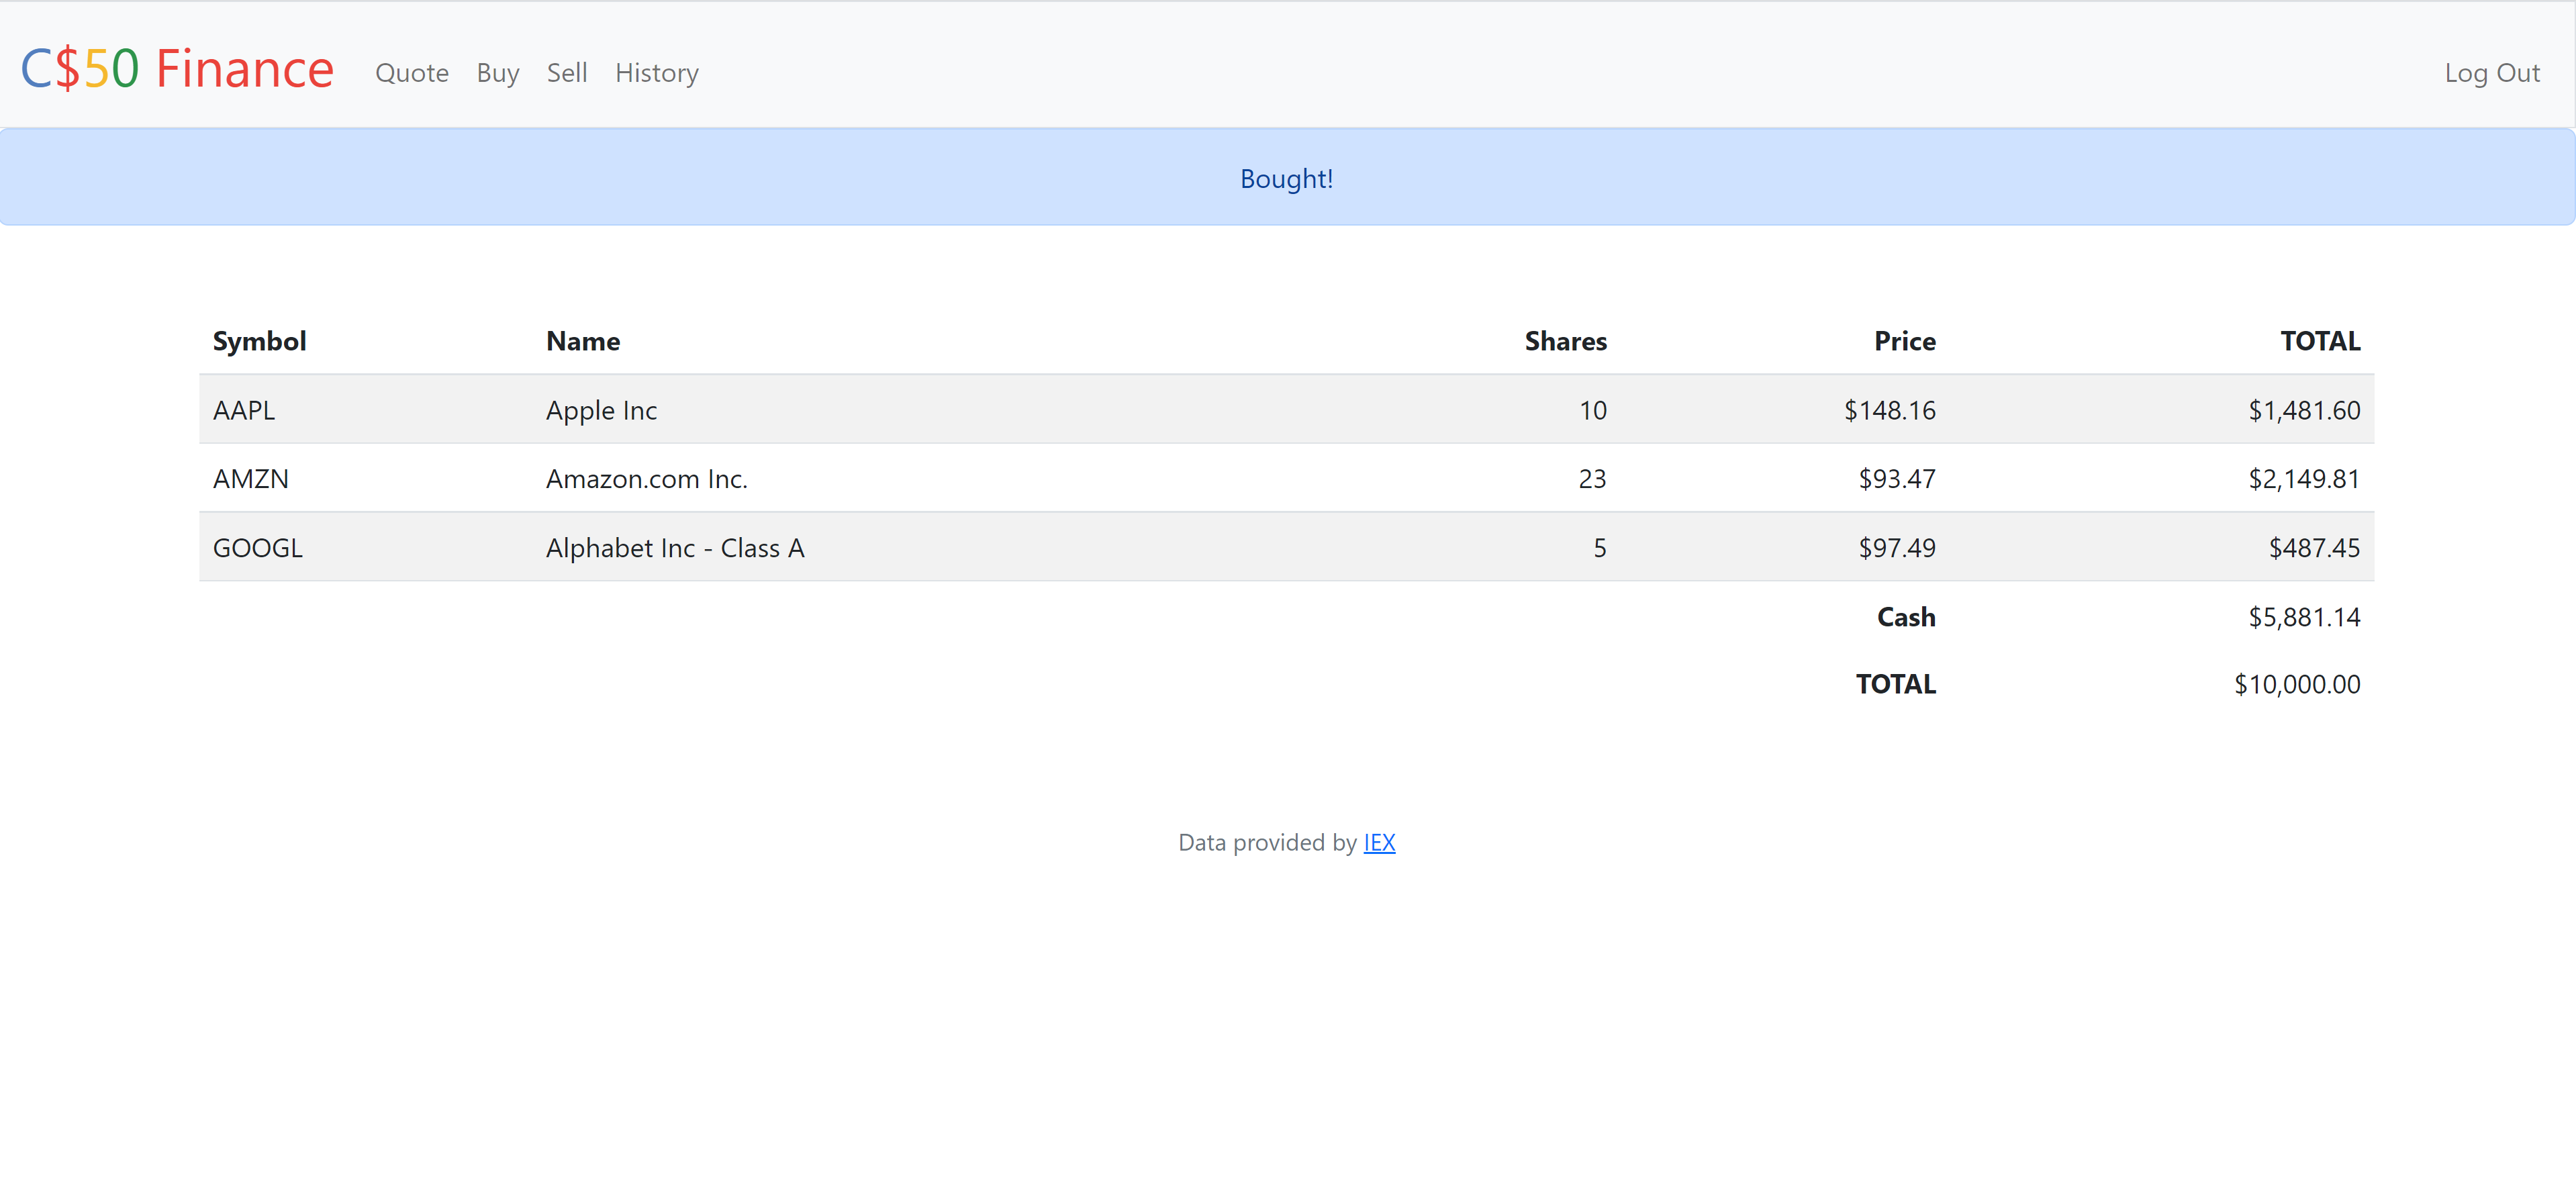 C$50 Finance Quote Buy Sell History Log Out
Bought!
Symbol Name Shares Price TOTAL
AAPL Apple Inc 10 $148.16 $1,481.60
AMZN Amazon.com Inc. 23 $93.47 $2,149.81
GOOGL Alphabet Inc - Class A 5 $97.49 $487.45
Cash $5,881.14
TOTAL $10,000.00
Data provided by IEX